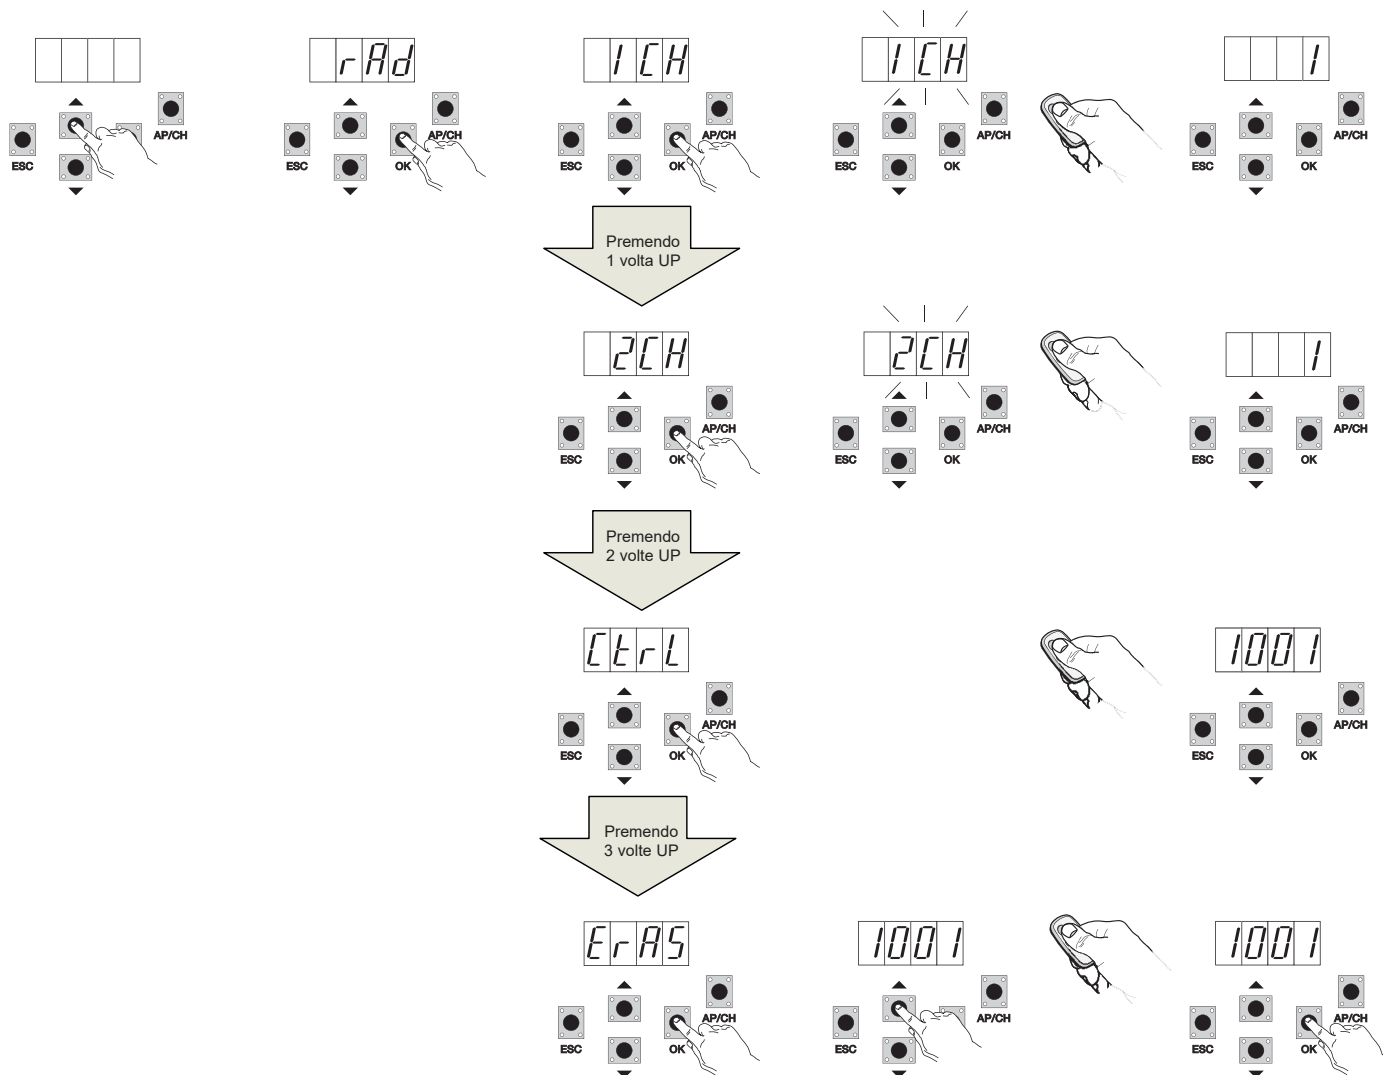 rAd
1CH
1CH
1
AP/CH
ESC
AP/CH
ESC
OK
AP/CH
ESC
OK
AP/CH
ESC
OK
AP/CH
ESC
OK
Premendo
1 volta UP
2CH
2CH
1
AP/CH
ESC
OK
AP/CH
ESC
OK
AP/CH
ESC
OK
Premendo
2 volte UP
CtrL
1001
AP/CH
ESC
OK
AP/CH
ESC
OK
Premendo
3 volte UP
ErAS
1001
1001
AP/CH
ESC
OK
AP/CH
ESC
AP/CH
ESC
OK